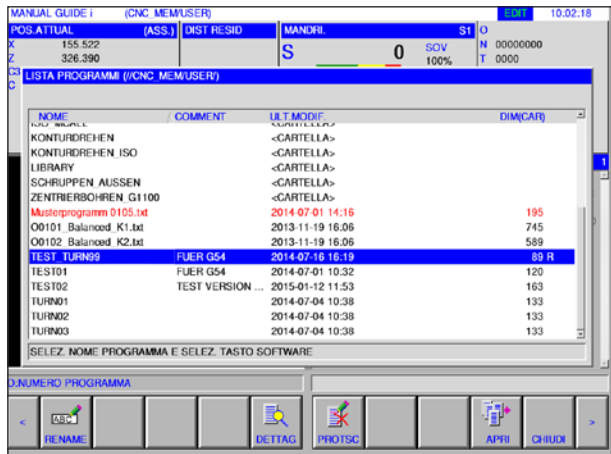 MANUAL GUIDE i (CNC_MEM/USER) EDIT 10:02.18
POS.ATTUAL (ASS.) DIST RESID MANDRI. S1 O
X 155.522 N 00000000
Z 326.390 S 0 SOV 100% T 0000
C3
C
LISTA PROGRAMMI (//CNC_MEM/USER/)
NOME / COMMENT ULT.MODIF. DIM(CAR)
<CARTELLA>
KONTURDREHEN <CARTELLA>
KONTURDREHEN_ISO <CARTELLA>
LIBRARY <CARTELLA>
SCHRUPPEN_AUSSEN <CARTELLA>
ZENTRIERBOHREN_G1100 <CARTELLA>
Musterprogramm 0105.txt 2014-07-01 14:16 195
O0101_Balanced_K1.txt 2013-11-19 16.06 745
O0102_Balanced_K2.txt 2013-11-19 16.06 589
TEST_TURN99 FUER G54 2014-07-16 16:19 89 R
TEST01 FUER G54 2014-07-01 10:32 120
TEST02 TEST VERSION ... 2015-01-12 11:53 163
TURN01 2014-07-04 10:38 133
TURN02 2014-07-04 10:38 133
TURN03 2014-07-04 10:38 133
SELEZ. NOME PROGRAMMA E SELEZ. TASTO SOFTWARE
1
O:NUMERO PROGRAMMA
< ABC RENAME DETTAG PROTSC APRI CHIUDI >